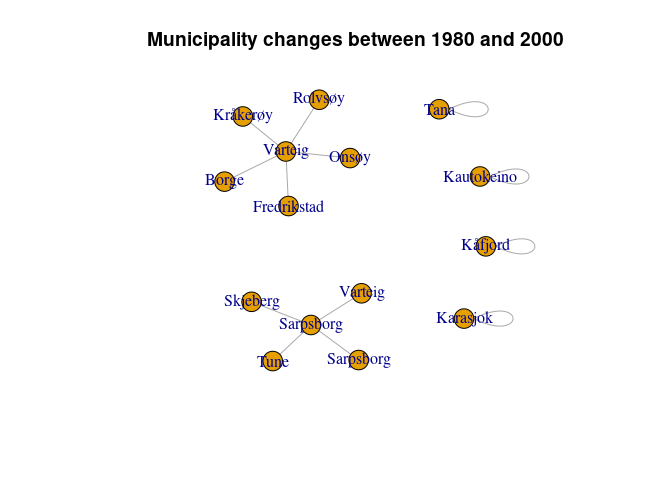 Municipality changes between 1980 and 2000
Rolvsøy
Kråkerøy
Tana
Varteig
Onsøy
Borge
Kautokeino
Fredrikstad
Kåfjord
Skjeberg
Varteig
Sarpsborg
Karasjok
Tune
Sarpsborg